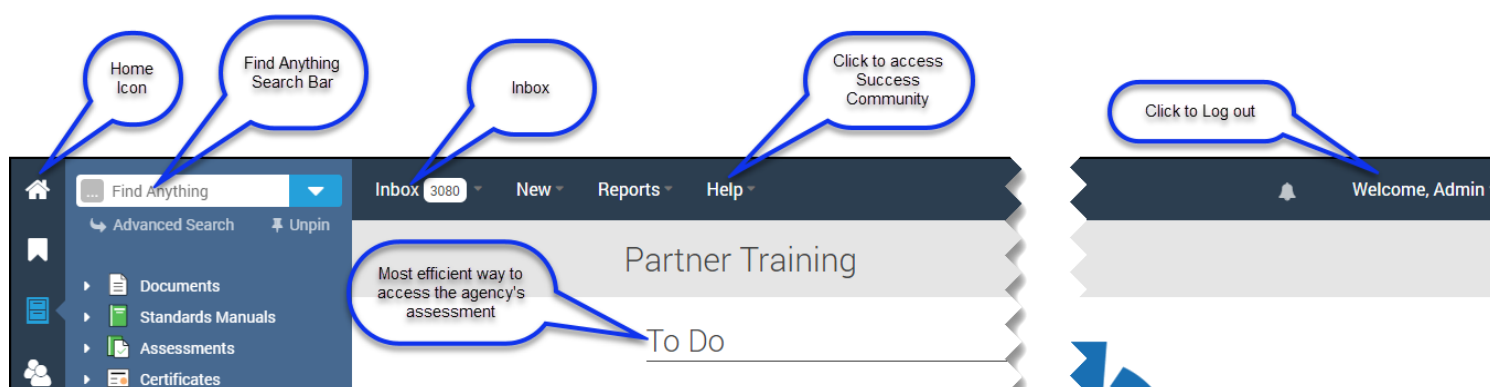 Home
Icon
Find Anything
Search Bar
Inbox
Click to access
Success
Community
Click to Log out
... Find Anything
Inbox 3080 New Reports Help
Welcome, Admin
Advanced Search Unpin
Partner Training
Most efficient way to
access the agency's
assessment
Documents
Standards Manuals
Assessments
Certificates
To Do